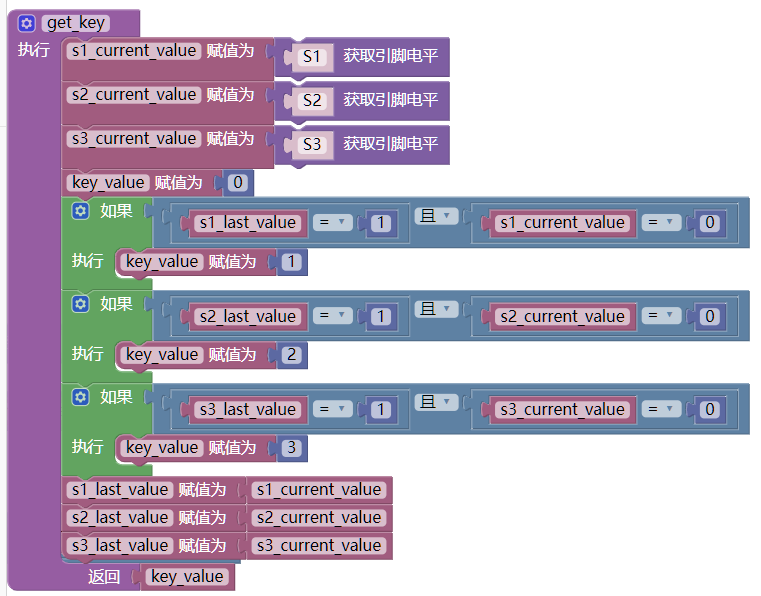 get_key
执行 s1_current_value 赋值为 S1 获取引脚电平
s2_current_value 赋值为 S2 获取引脚电平
s3_current_value 赋值为 S3 获取引脚电平
key_value 赋值为 0
如果 s1_last_value = 1 且 s1_current_value = 0
执行 key_value 赋值为 1
如果 s2_last_value = 1 且 s2_current_value = 0
执行 key_value 赋值为 2
如果 s3_last_value = 1 且 s3_current_value = 0
执行 key_value 赋值为 3
s1_last_value 赋值为 s1_current_value
s2_last_value 赋值为 s2_current_value
s3_last_value 赋值为 s3_current_value
返回 key_value